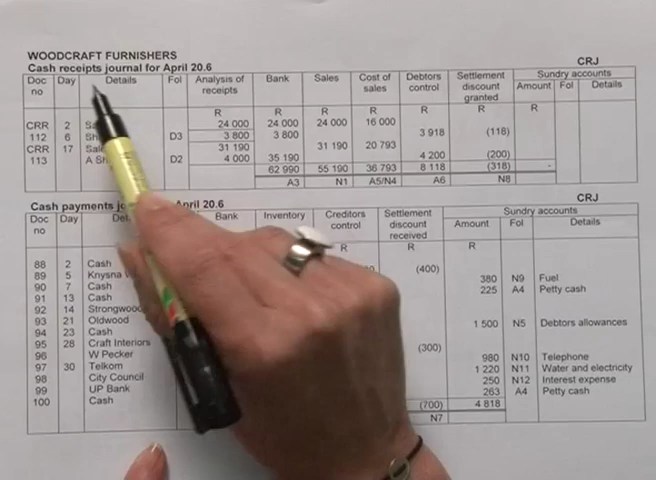 WOODCRAFT FURNISHERS
Cash receipts journal for April 20.6 CRJ
Doc no Day Details Fol Analysis of receipts Bank Sales Cost of sales Debtors control Settlement discount granted Sundry accounts
Amount Fol Details
R R R R R R R
CRR 2 24 000 24 000 24 000 16 000
112 6 D3 3 800 3 800 3 918 (118)
CRR 17 31 190 31 190 20 793
113 A D2 4 000 35 190 4 200 (200)
62 990 55 190 36 793 8 118 (318) -
A3 N1 A5/N4 A6 N8
Cash payments April 20.6 CRJ
Doc no Day Bank Inventory Creditors control Settlement discount received Sundry accounts
Amount Fol Details
R R R
88 2 Cash (400)
89 5 Knysna 380 N9 Fuel
90 7 Cash 225 A4 Petty cash
91 13 Cash
92 14 Strongwood
93 21 Oldwood 1 500 N5 Debtors allowances
94 23 Cash
95 28 Craft Interiors (300)
96 W Pecker 980 N10 Telephone
97 30 Telkom 1 220 N11 Water and electricity
98 City Council 250 N12 Interest expense
99 UP Bank 263 A4 Petty cash
100 Cash (700) 4 818
N7